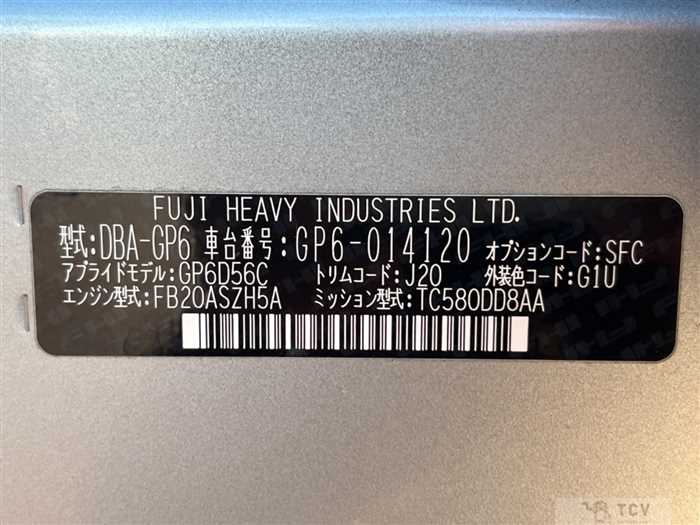 FUJI HEAVY INDUSTRIES LTD.
型式:DBA-GP6 車台番号:GP6-014120 オプションコード:SFC
アプライドモデル:GP6D56C トリムコード:J20 外装色コード:G1U
エンジン型式:FB20ASZH5A ミッション型式:TC580DD8AA
TCV